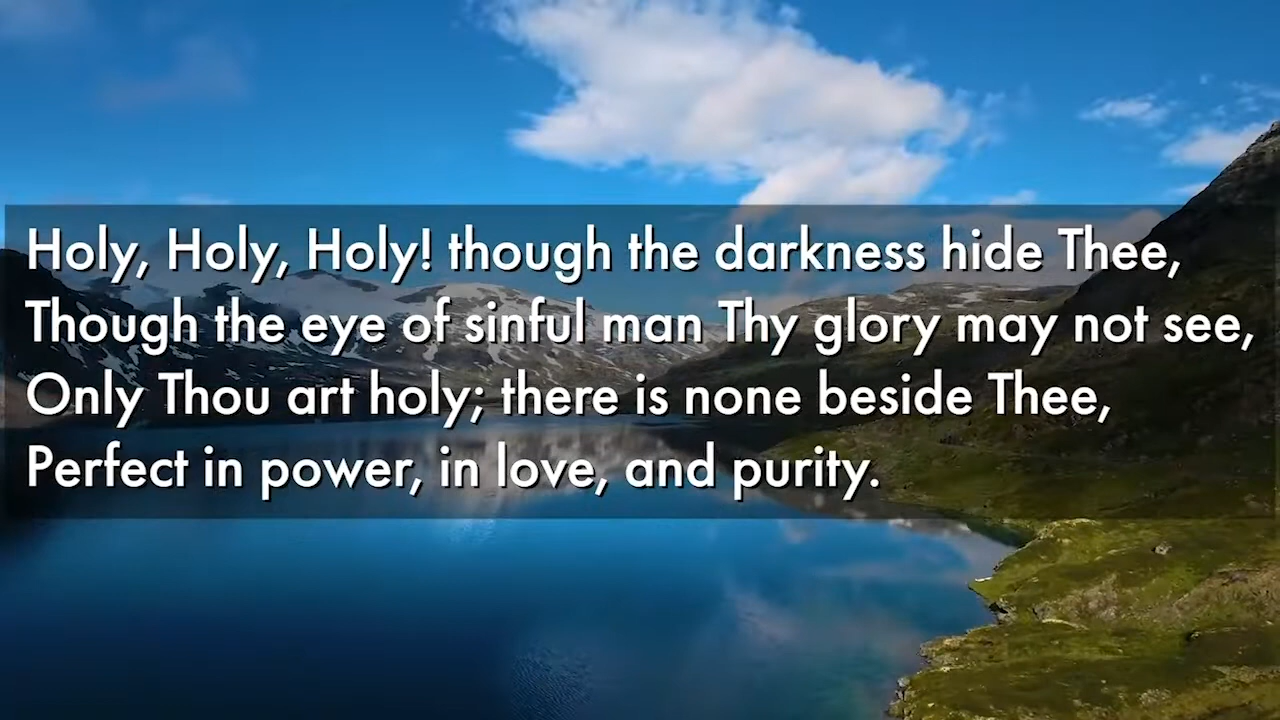 Holy, Holy, Holy! though the darkness hide Thee,
Though the eye of sinful man Thy glory may not see,
Only Thou art holy; there is none beside Thee,
Perfect in power, in love, and purity.